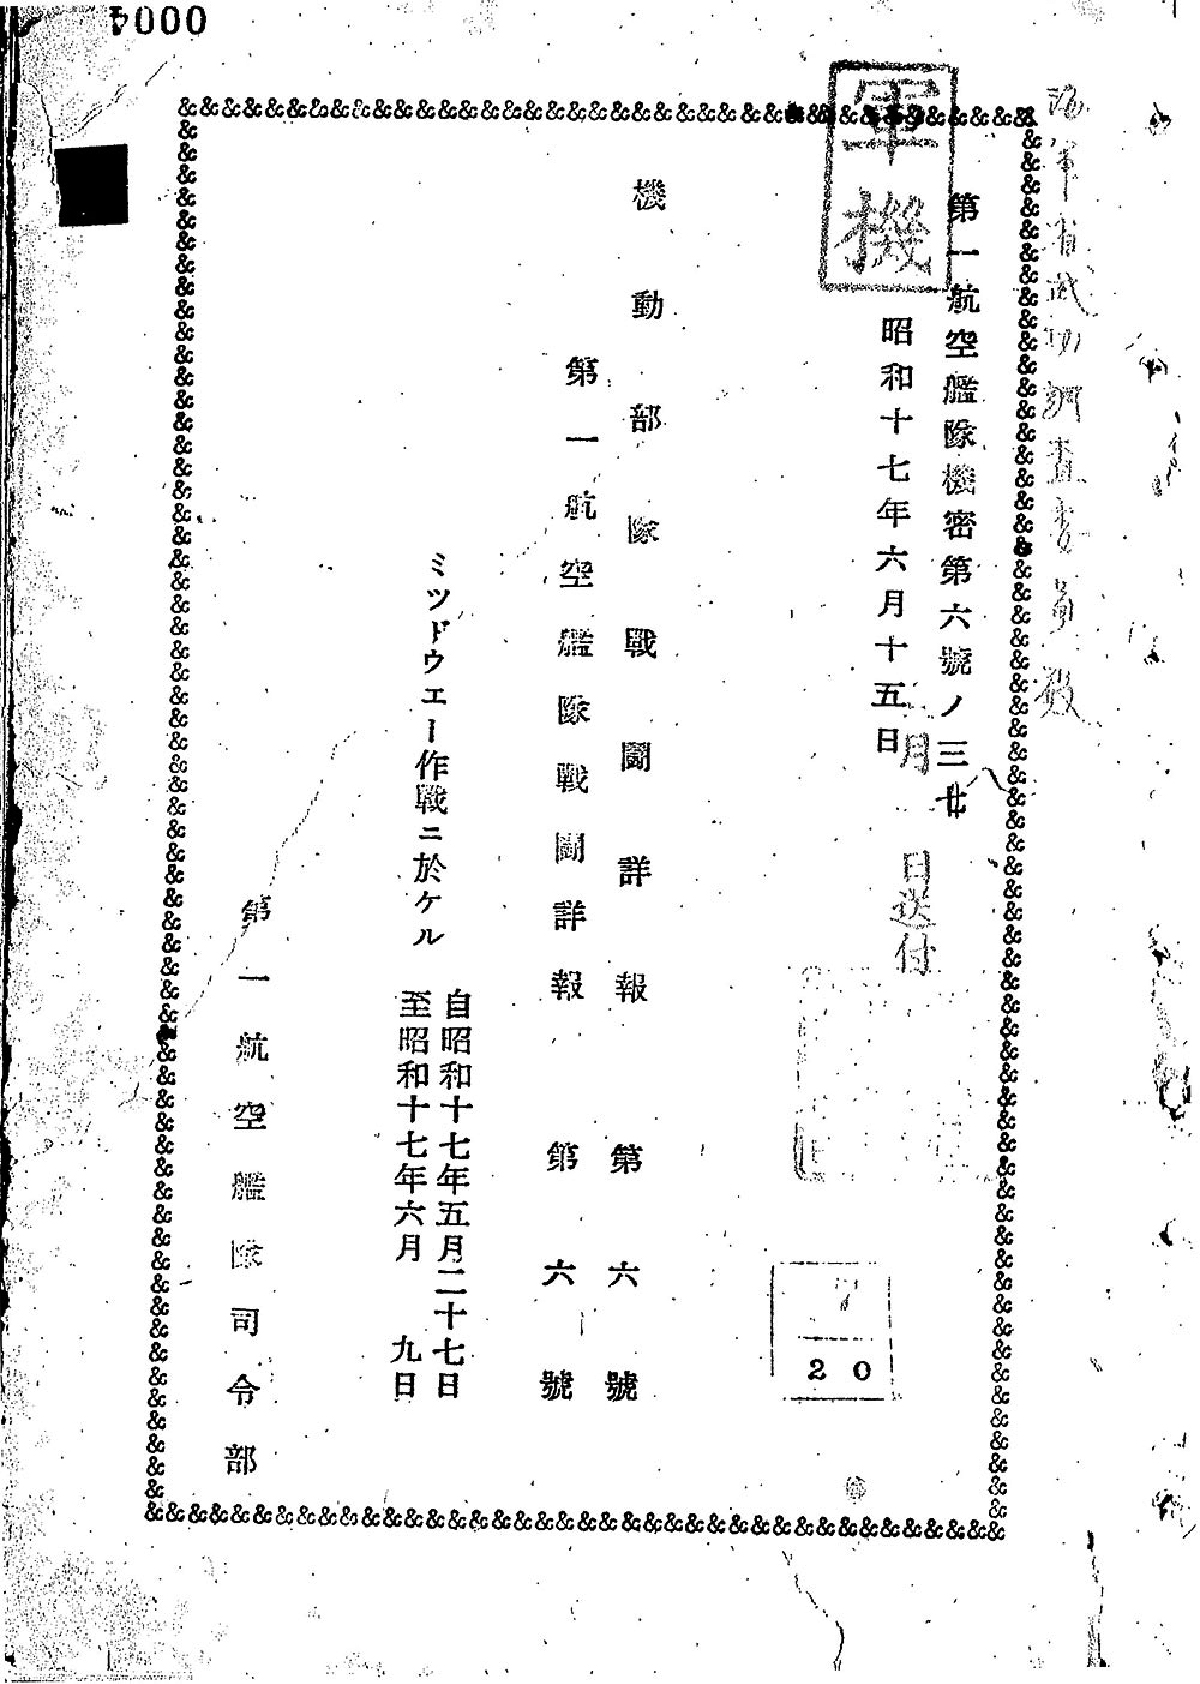 0004
軍機
海軍省武功調査委員殿
第一航空艦隊機密第六號ノ三七
昭和十七年六月十五日
月 日送付
機動部隊戰鬪詳報 第六號
第一航空艦隊戰鬪詳報 第六號
ミツドウエー作戰ニ於ケル
自昭和十七年五月二十七日
至昭和十七年六月 九日
第一航空艦隊司令部
7
20